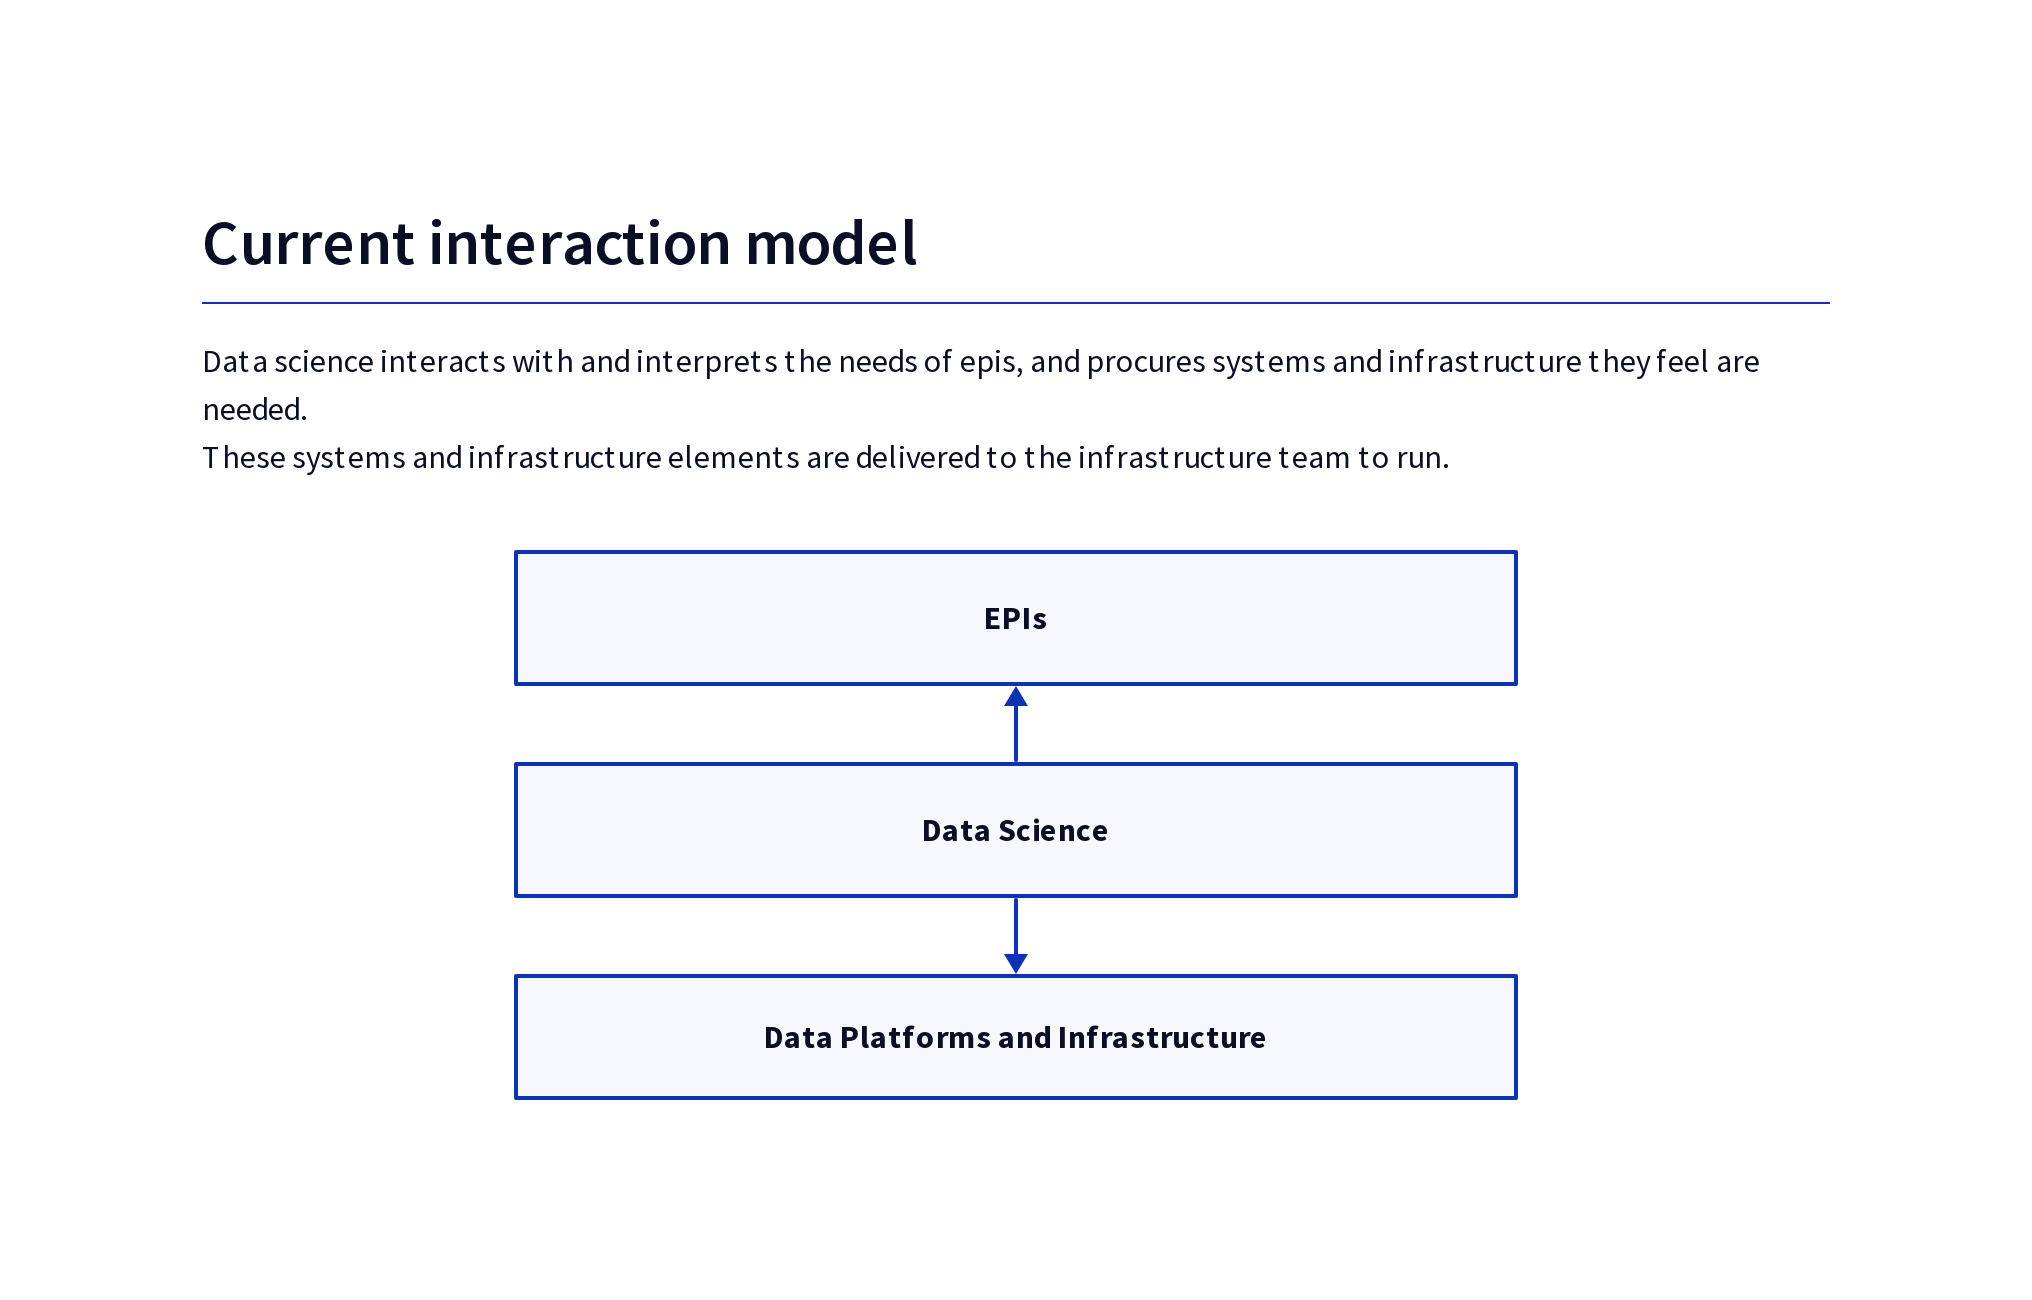 Current interaction model
Data science interacts with and interprets the needs of epis, and procures systems and infrastructure they feel are
needed.
These systems and infrastructure elements are delivered to the infrastructure team to run.
EPIs
Data Science
Data Platforms and Infrastructure